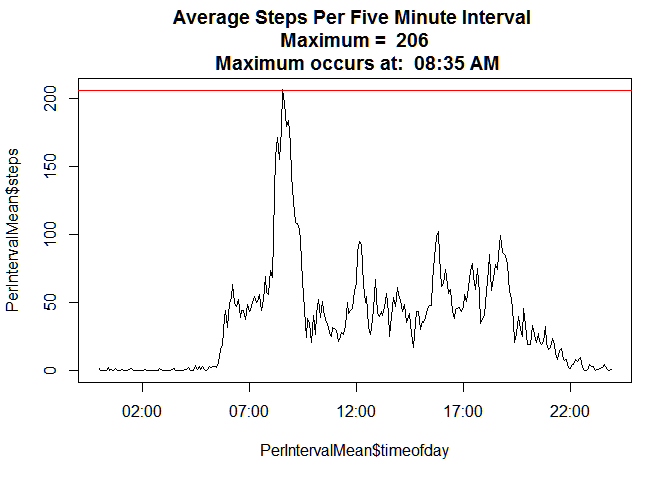 Average Steps Per Five Minute Interval
Maximum =  206
Maximum occurs at:  08:35 AM
PerIntervalMean$steps
200
150
100
50
0
02:00
07:00
12:00
17:00
22:00
PerIntervalMean$timeofday